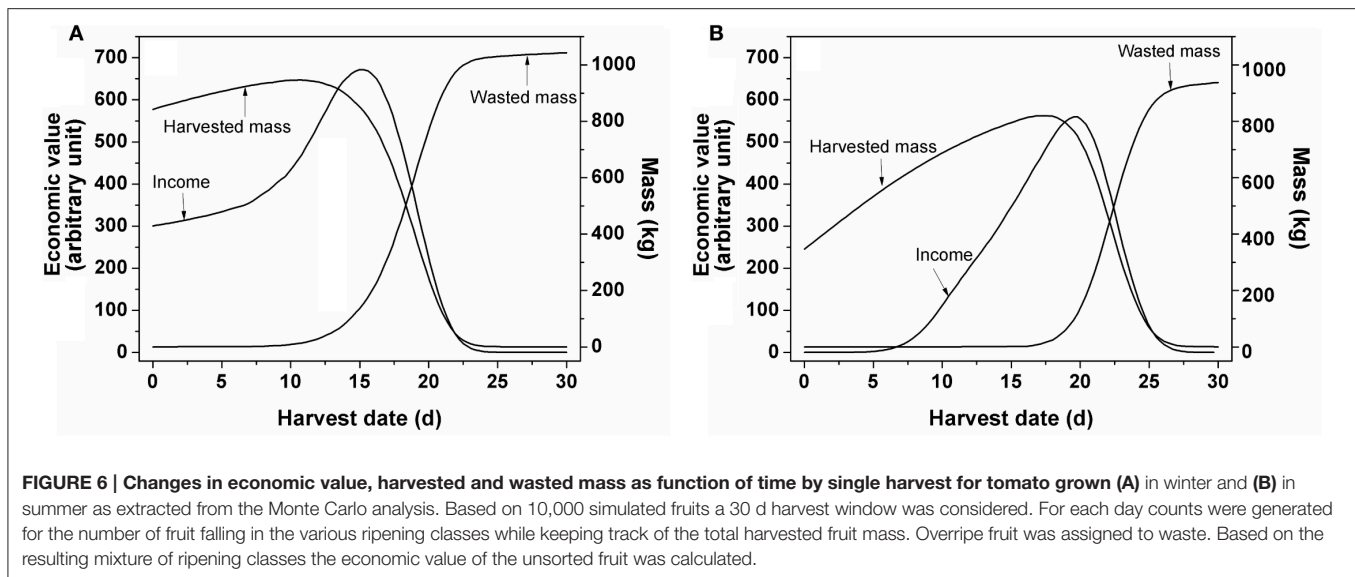 A
Economic value
(arbitrary unit)
700
600
500
400
300
200
100
0
Harvested mass
Income
Wasted mass
1000
800
600
400
200
0
Mass (kg)
0 5 10 15 20 25 30
Harvest date (d)
B
Economic value
(arbitrary unit)
700
600
500
400
300
200
100
0
Wasted mass
Harvested mass
Income
1000
800
600
400
200
0
Mass (kg)
0 5 10 15 20 25 30
Harvest date (d)
FIGURE 6 | Changes in economic value, harvested and wasted mass as function of time by single harvest for tomato grown (A) in winter and (B) in
summer as extracted from the Monte Carlo analysis. Based on 10,000 simulated fruits a 30 d harvest window was considered. For each day counts were generated
for the number of fruit falling in the various ripening classes while keeping track of the total harvested fruit mass. Overripe fruit was assigned to waste. Based on the
resulting mixture of ripening classes the economic value of the unsorted fruit was calculated.